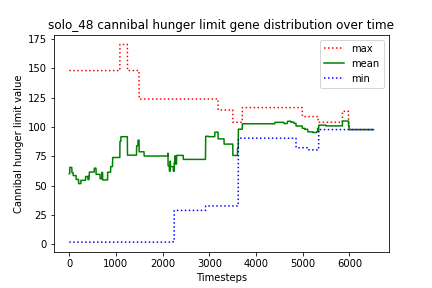 solo_48 cannibal hunger limit gene distribution over time
175
150
125
100
75
50
25
0
Cannibal hunger limit value
max
mean
min
0 1000 2000 3000 4000 5000 6000
Timesteps